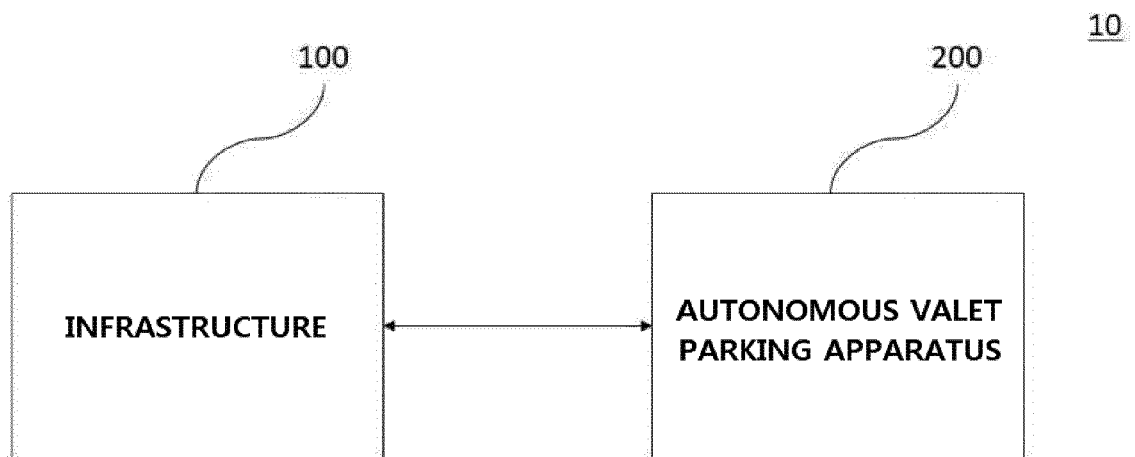 10
100
200
INFRASTRUCTURE
AUTONOMOUS VALET
PARKING APPARATUS